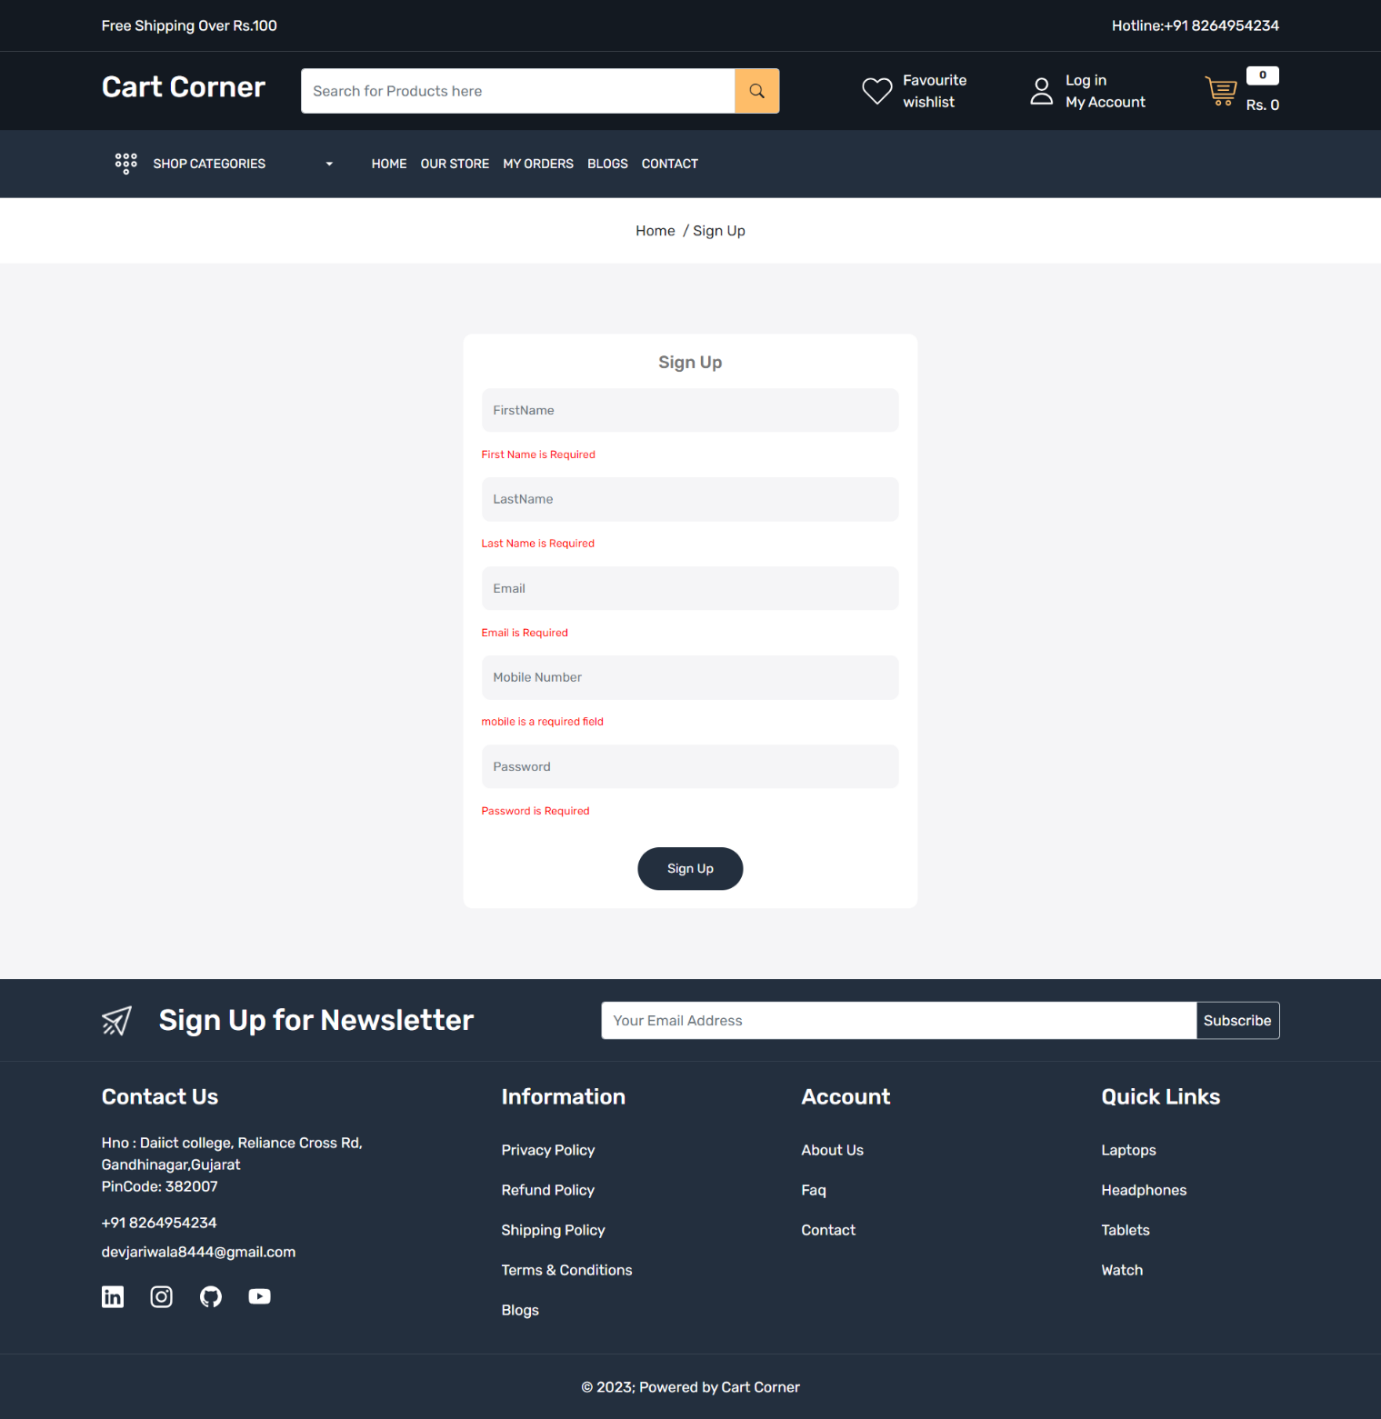 Free Shipping Over Rs.100
Hotline:+91 8264954234
Cart Corner
Search for Products here
Favourite
wishlist
Log in
My Account
0
Rs. 0
SHOP CATEGORIES
HOME OUR STORE MY ORDERS BLOGS CONTACT
Home / Sign Up
Sign Up
FirstName
First Name is Required
LastName
Last Name is Required
Email
Email is Required
Mobile Number
mobile is a required field
Password
Password is Required
Sign Up
Sign Up for Newsletter
Your Email Address
Subscribe
Contact Us
Hno : Daiict college, Reliance Cross Rd,
Gandhinagar,Gujarat
PinCode: 382007
+91 8264954234
devjariwala8444@gmail.com
Information
Privacy Policy
Refund Policy
Shipping Policy
Terms & Conditions
Blogs
Account
About Us
Faq
Contact
Quick Links
Laptops
Headphones
Tablets
Watch
© 2023; Powered by Cart Corner